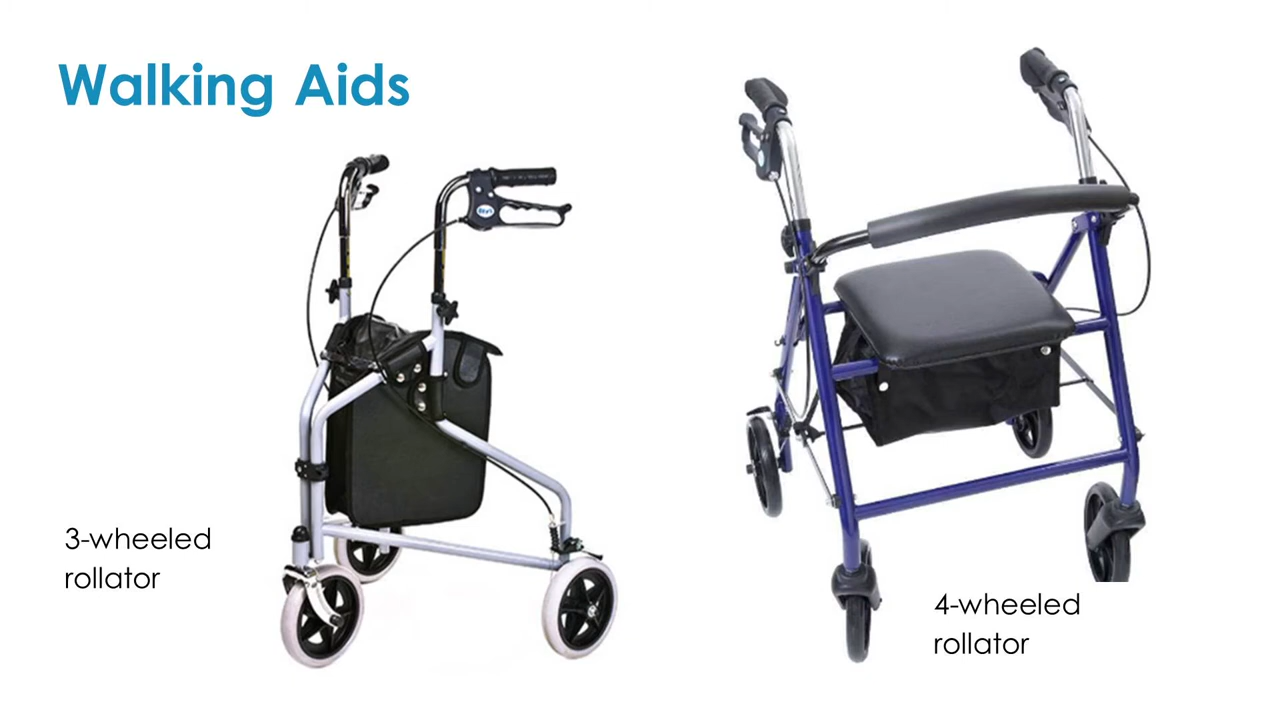 Walking Aids
3-wheeled
rollator
4-wheeled
rollator